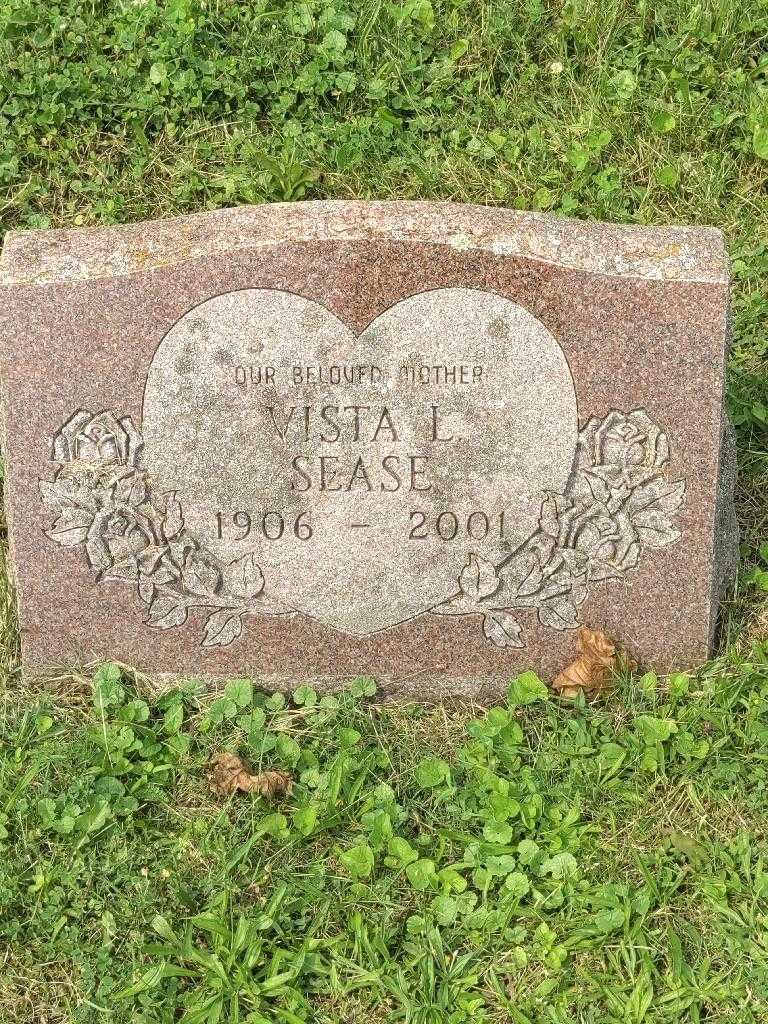 OUR BELOVED MOTHER
VISTA L.
SEASE
1906 - 2001